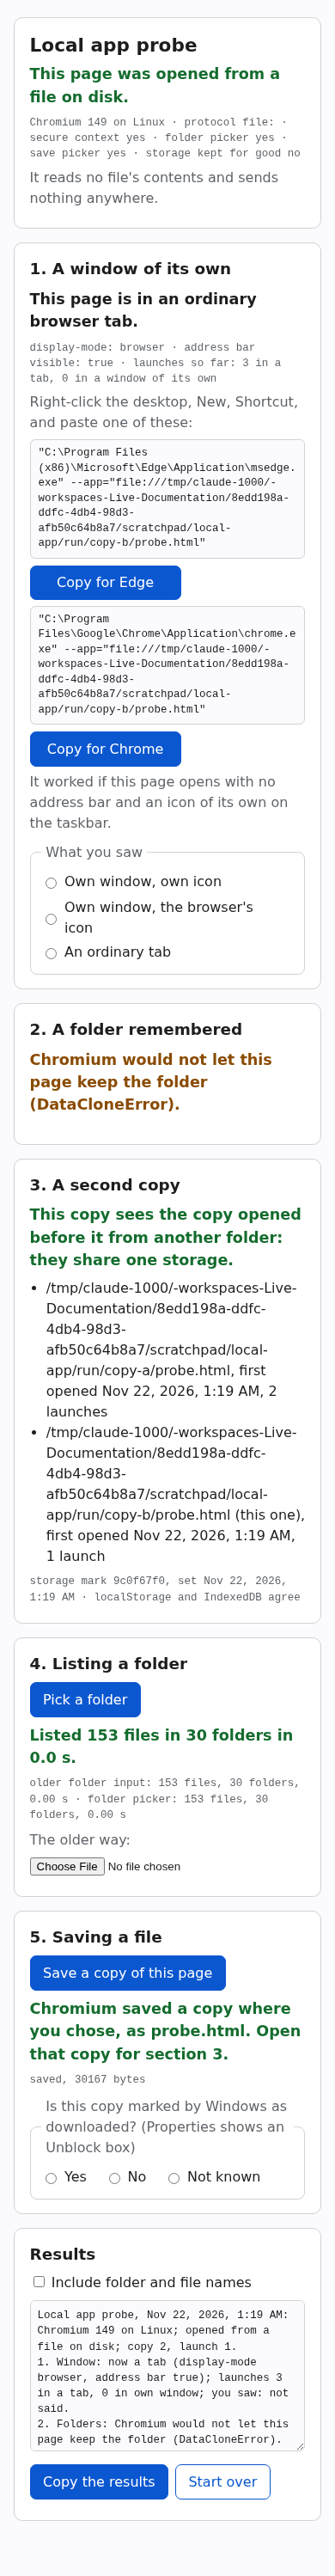 Local app probe
This page was opened from a
file on disk.
Chromium 149 on Linux · protocol file: ·
secure context yes · folder picker yes ·
save picker yes · storage kept for good no
It reads no file's contents and sends
nothing anywhere.
1. A window of its own
This page is in an ordinary
browser tab.
display-mode: browser · address bar
visible: true · launches so far: 3 in a
tab, 0 in a window of its own
Right-click the desktop, New, Shortcut,
and paste one of these:
"C:\Program Files
(x86)\Microsoft\Edge\Application\msedge.
exe" --app="file:///tmp/claude-1000/-
workspaces-Live-Documentation/8edd198a-
ddfc-4db4-98d3-
afb50c64b8a7/scratchpad/local-
app/run/copy-b/probe.html"
Copy for Edge
"C:\Program
Files\Google\Chrome\Application\chrome.e
xe" --app="file:///tmp/claude-1000/-
workspaces-Live-Documentation/8edd198a-
ddfc-4db4-98d3-
afb50c64b8a7/scratchpad/local-
app/run/copy-b/probe.html"
Copy for Chrome
It worked if this page opens with no
address bar and an icon of its own on
the taskbar.
What you saw
Own window, own icon
Own window, the browser's
icon
An ordinary tab
2. A folder remembered
Chromium would not let this
page keep the folder
(DataCloneError).
3. A second copy
This copy sees the copy opened
before it from another folder:
they share one storage.
• /tmp/claude-1000/-workspaces-Live-
Documentation/8edd198a-ddfc-
4db4-98d3-
afb50c64b8a7/scratchpad/local-
app/run/copy-a/probe.html, first
opened Nov 22, 2026, 1:19 AM, 2
launches
• /tmp/claude-1000/-workspaces-Live-
Documentation/8edd198a-ddfc-
4db4-98d3-
afb50c64b8a7/scratchpad/local-
app/run/copy-b/probe.html (this one),
first opened Nov 22, 2026, 1:19 AM,
1 launch
storage mark 9c0f67f0, set Nov 22, 2026,
1:19 AM · localStorage and IndexedDB agree
4. Listing a folder
Pick a folder
Listed 153 files in 30 folders in
0.0 s.
older folder input: 153 files, 30 folders,
0.00 s · folder picker: 153 files, 30
folders, 0.00 s
The older way:
Choose File No file chosen
5. Saving a file
Save a copy of this page
Chromium saved a copy where
you chose, as probe.html. Open
that copy for section 3.
saved, 30167 bytes
Is this copy marked by Windows as
downloaded? (Properties shows an
Unblock box)
Yes No Not known
Results
Include folder and file names
Local app probe, Nov 22, 2026, 1:19 AM:
Chromium 149 on Linux; opened from a
file on disk; copy 2, launch 1.
1. Window: now a tab (display-mode
browser, address bar true); launches 3
in a tab, 0 in own window; you saw: not
said.
2. Folders: Chromium would not let this
page keep the folder (DataCloneError).
Copy the results Start over